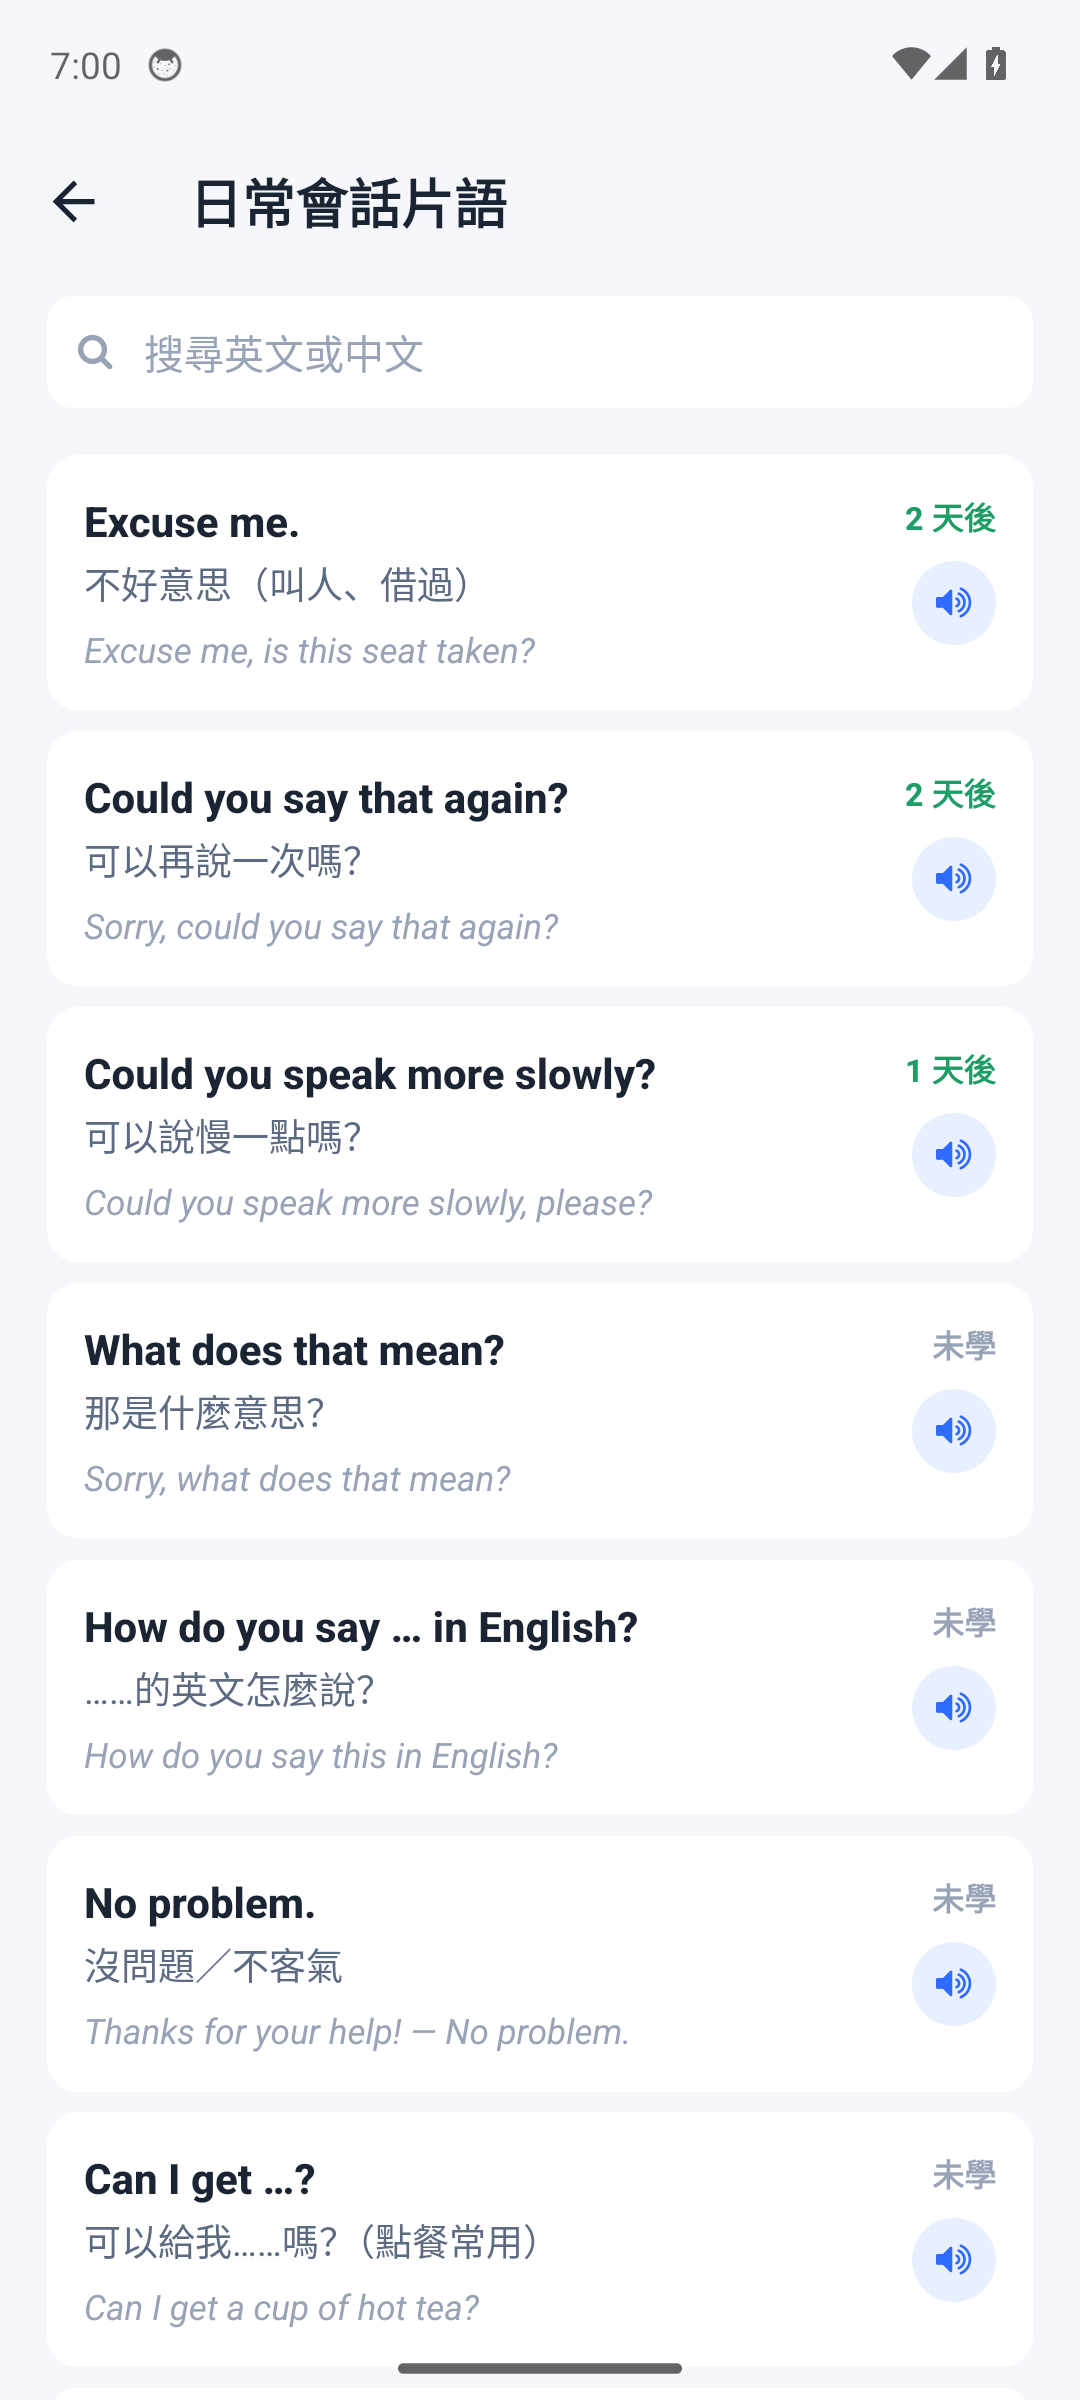 7:00
日常會話片語
搜尋英文或中文
Excuse me.
2 天後
不好意思（叫人、借過）
Excuse me, is this seat taken?
Could you say that again?
2 天後
可以再說一次嗎？
Sorry, could you say that again?
Could you speak more slowly?
1 天後
可以說慢一點嗎？
Could you speak more slowly, please?
What does that mean?
未學
那是什麼意思？
Sorry, what does that mean?
How do you say … in English?
未學
……的英文怎麼說？
How do you say this in English?
No problem.
未學
沒問題／不客氣
Thanks for your help! — No problem.
Can I get …?
未學
可以給我……嗎？（點餐常用）
Can I get a cup of hot tea?